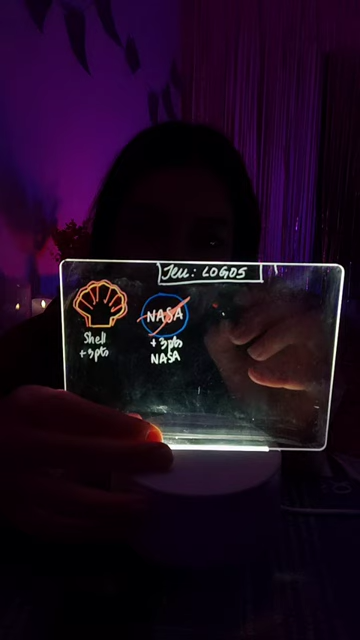 Jeu: LOGOS
Shell
+3pts
NASA
+3pts
NASA